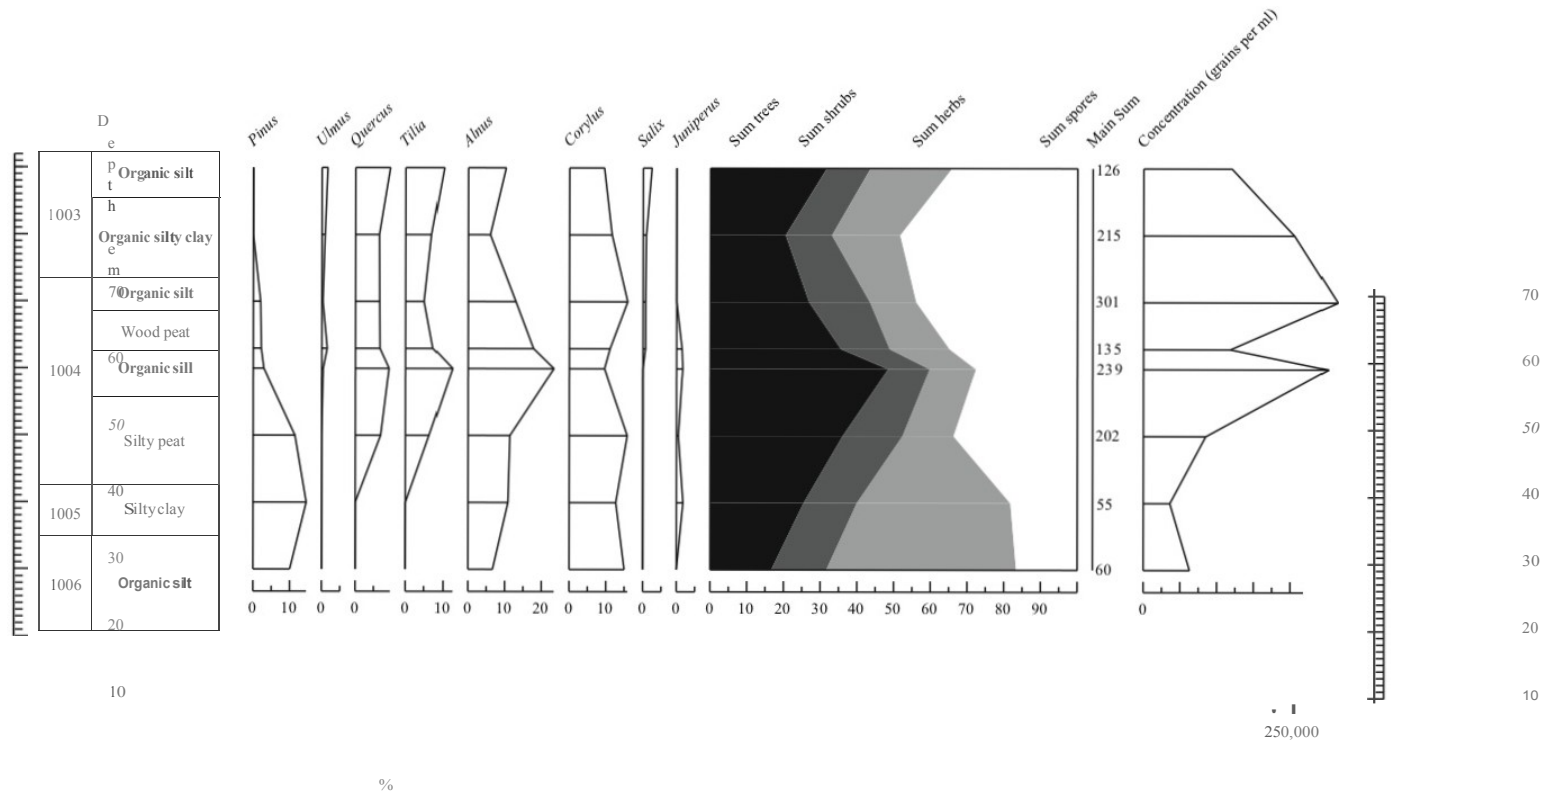 Pinus Ulmus Quercus Tilia Alnus Corylus Salix Juniperus Sum trees Sum shrubs Sum herbs Sum spores Main Sum Concentration (grains per ml)
D
e
p
t
h
e
m
1003
Organic silt
Organic silty clay
1004
Organic silt
Wood peat
Organic sill
Silty peat
1005
Silty clay
1006
Organic silt
70
60
50
40
30
20
10
126
215
301
135
239
202
55
60
70
60
50
40
30
20
10
0 10 0 0 0 10 0 10 20 0 10 0 0 0 10 20 30 40 50 60 70 80 90 0
250,000
%